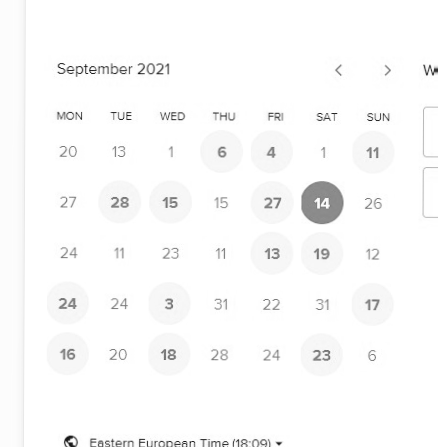 September 2021
MON TUE WED THU FRI SAT SUN
20 13 1 6 4 1 11
27 28 15 15 27 14 26
24 11 23 11 13 19 12
24 24 3 31 22 31 17
16 20 18 28 24 23 6
Eastern European Time (18:09)